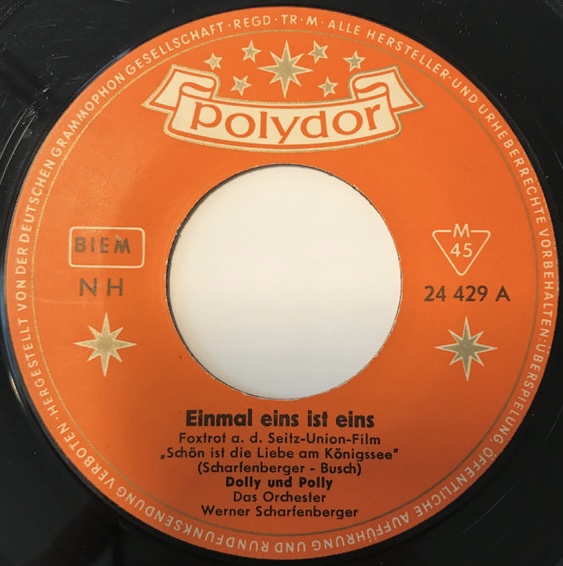 HERGESTELLT VON DER DEUTSCHEN GRAMMOPHON GESELLSCHAFT · REGD · TR · M · ALLE HERSTELLER- UND URHEBERRECHTE VORBEHALTEN · ÜBERSPIELUNG, ÖFFENTLICHE AUFFÜHRUNG UND RUNDFUNKSENDUNG VERBOTEN ·
Polydor
BIEM
NH
M
45
24 429 A
Einmal eins ist eins
Foxtrot a. d. Seitz-Union-Film
„Schön ist die Liebe am Königssee"
(Scharfenberger - Busch)
Dolly und Polly
Das Orchester
Werner Scharfenberger